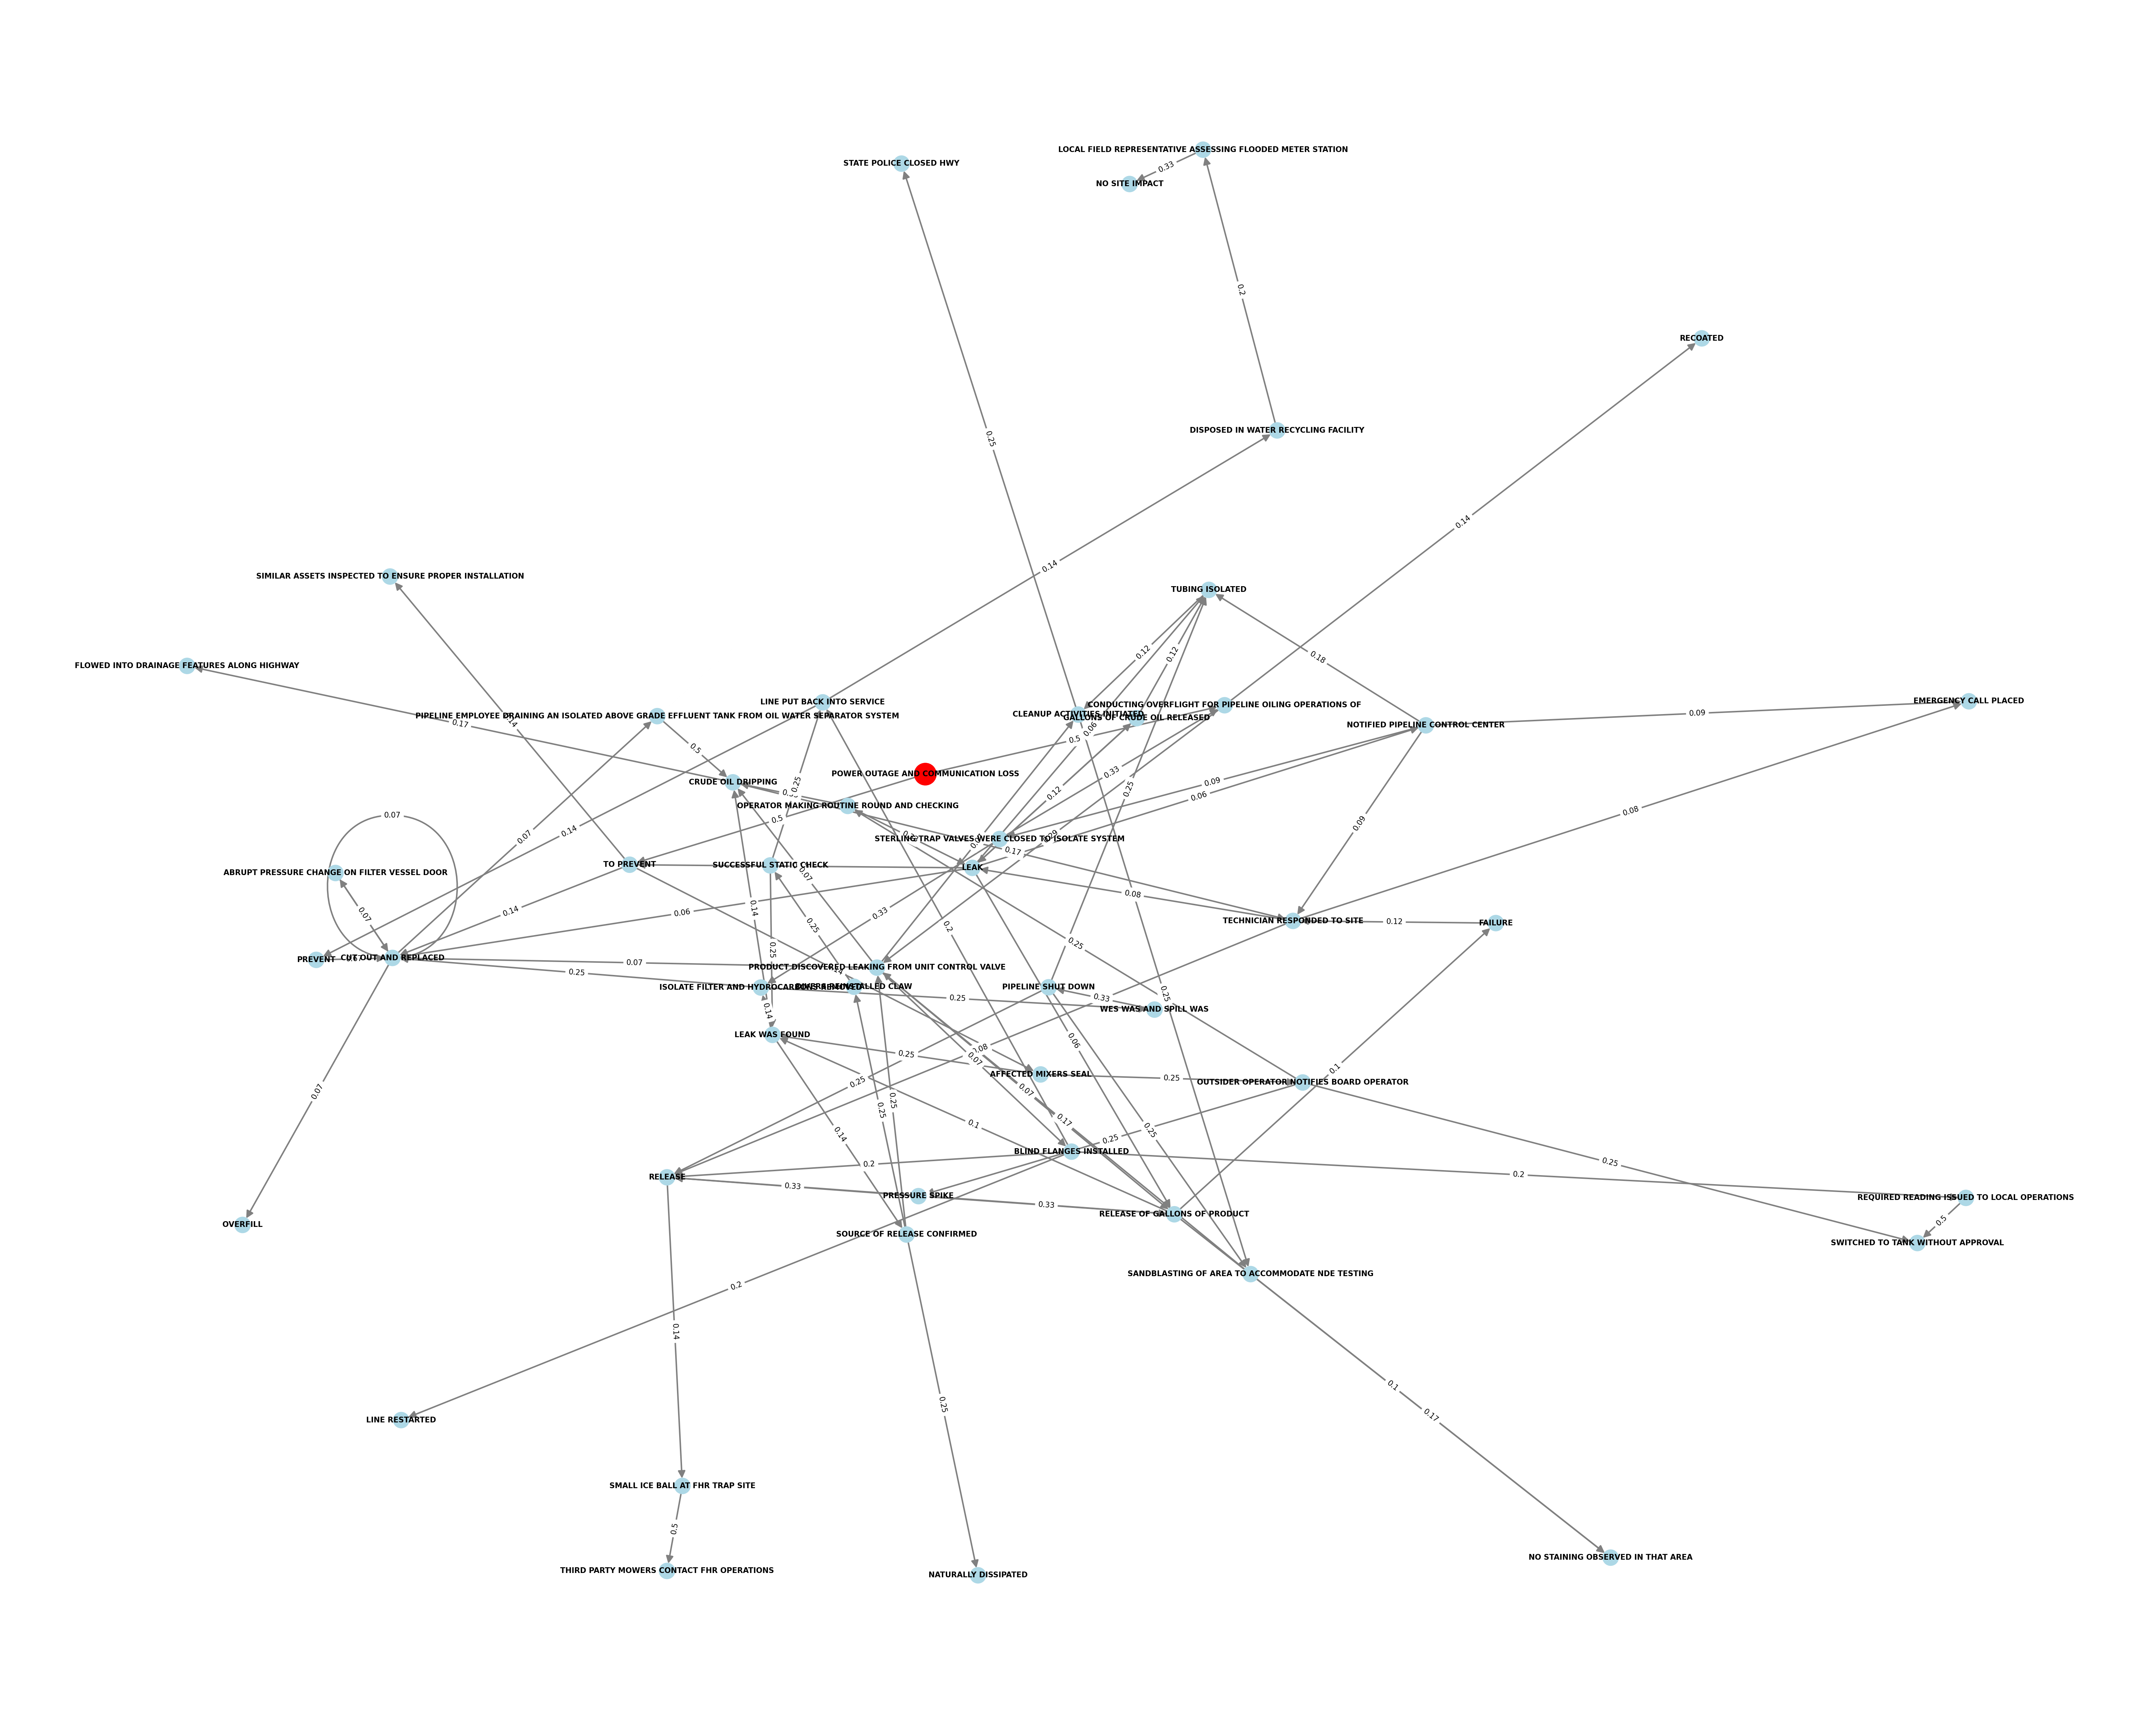 LOCAL FIELD REPRESENTATIVE ASSESSING FLOODED METER STATION
STATE POLICE CLOSED HWY
0.33
NO SITE IMPACT
0.2
RECOATED
DISPOSED IN WATER RECYCLING FACILITY
0.25
0.14
0.14
SIMILAR ASSETS INSPECTED TO ENSURE PROPER INSTALLATION
TUBING ISOLATED
0.12
0.12
0.18
FLOWED INTO DRAINAGE FEATURES ALONG HIGHWAY
LINE PUT BACK INTO SERVICE
CONDUCTING OVERFLIGHT FOR PIPELINE OILING OPERATIONS OF
EMERGENCY CALL PLACED
PIPELINE EMPLOYEE DRAINING AN ISOLATED ABOVE GRADE EFFLUENT TANK FROM OIL WATER SEPARATOR SYSTEM
CLEANUP ACTIVITIES INITIATED
GALLONS OF CRUDE OIL RELEASED
0.09
0.14
0.17
NOTIFIED PIPELINE CONTROL CENTER
0.06
0.5
0.5
POWER OUTAGE AND COMMUNICATION LOSS
0.33
CRUDE OIL DRIPPING
0.25
0.09
0.25
0.12
0.06
OPERATOR MAKING ROUTINE ROUND AND CHECKING
0.08
0.07
0.5
0.09
0.14
0.07
STERLING TRAP VALVES WERE CLOSED TO ISOLATE SYSTEM
0.17
TO PREVENT
SUCCESSFUL STATIC CHECK
LEAK
ABRUPT PRESSURE CHANGE ON FILTER VESSEL DOOR
0.07
0.08
0.14
0.14
0.06
0.33
0.07
TECHNICIAN RESPONDED TO SITE
0.12
FAILURE
0.25
0.2
0.25
0.25
PREVENT
CUT OUT AND REPLACED
0.07
PRODUCT DISCOVERED LEAKING FROM UNIT CONTROL VALVE
0.25
ISOLATE FILTER AND HYDROCARBONS REMOVED
DIVERS REINSTALLED CLAW
PIPELINE SHUT DOWN
0.25
0.33
0.25
WES WAS AND SPILL WAS
0.14
LEAK WAS FOUND
0.06
0.08
0.25
0.07
0.1
AFFECTED MIXERS SEAL
0.25
OUTSIDER OPERATOR NOTIFIES BOARD OPERATOR
0.25
0.07
0.07
0.25
0.25
0.17
0.1
0.14
0.25
0.25
BLIND FLANGES INSTALLED
0.2
0.25
RELEASE
0.2
0.33
PRESSURE SPIKE
0.33
REQUIRED READING ISSUED TO LOCAL OPERATIONS
RELEASE OF GALLONS OF PRODUCT
0.5
OVERFILL
SOURCE OF RELEASE CONFIRMED
SWITCHED TO TANK WITHOUT APPROVAL
SANDBLASTING OF AREA TO ACCOMMODATE NDE TESTING
0.2
0.14
0.1
0.25
0.17
LINE RESTARTED
SMALL ICE BALL AT FHR TRAP SITE
0.5
NO STAINING OBSERVED IN THAT AREA
THIRD PARTY MOWERS CONTACT FHR OPERATIONS
NATURALLY DISSIPATED